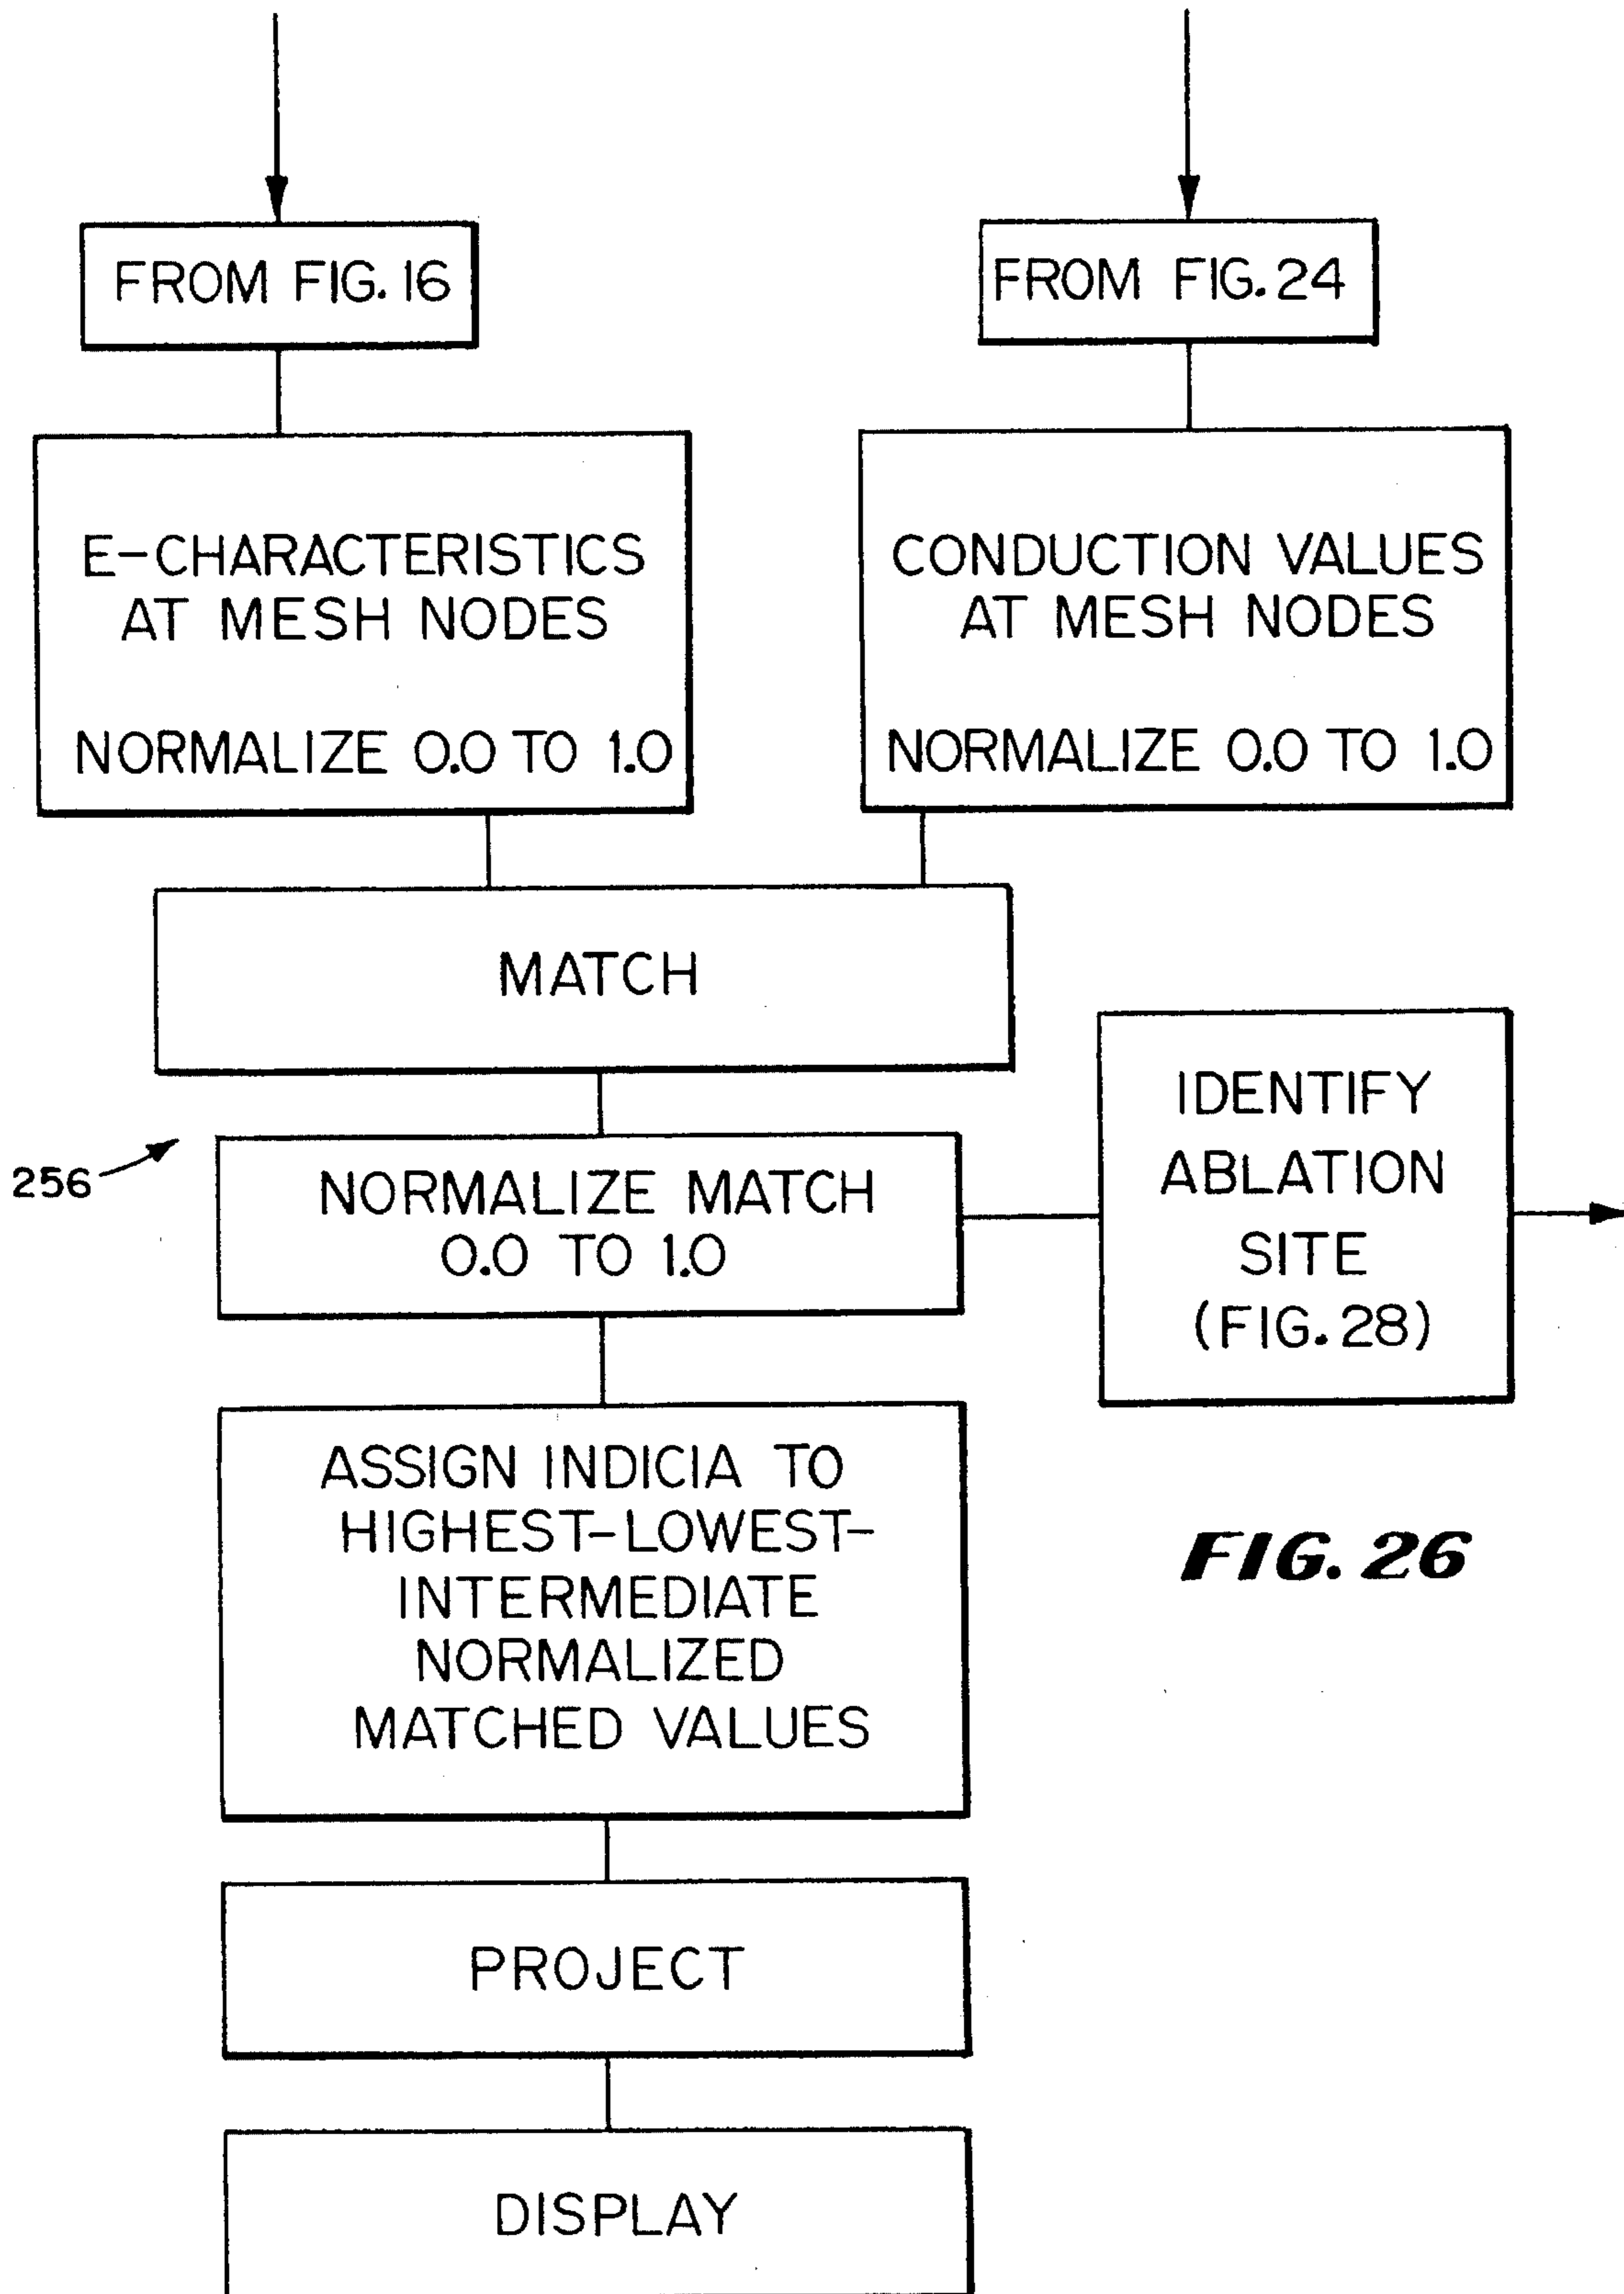 FROM FIG. 16
FROM FIG. 24
E-CHARACTERISTICS
AT MESH NODES
NORMALIZE 0.0 TO 1.0
CONDUCTION VALUES
AT MESH NODES
NORMALIZE 0.0 TO 1.0
MATCH
256
NORMALIZE MATCH
0.0 TO 1.0
IDENTIFY
ABLATION
SITE
(FIG. 28)
ASSIGN INDICIA TO
HIGHEST-LOWEST-
INTERMEDIATE
NORMALIZED
MATCHED VALUES
FIG. 26
PROJECT
DISPLAY